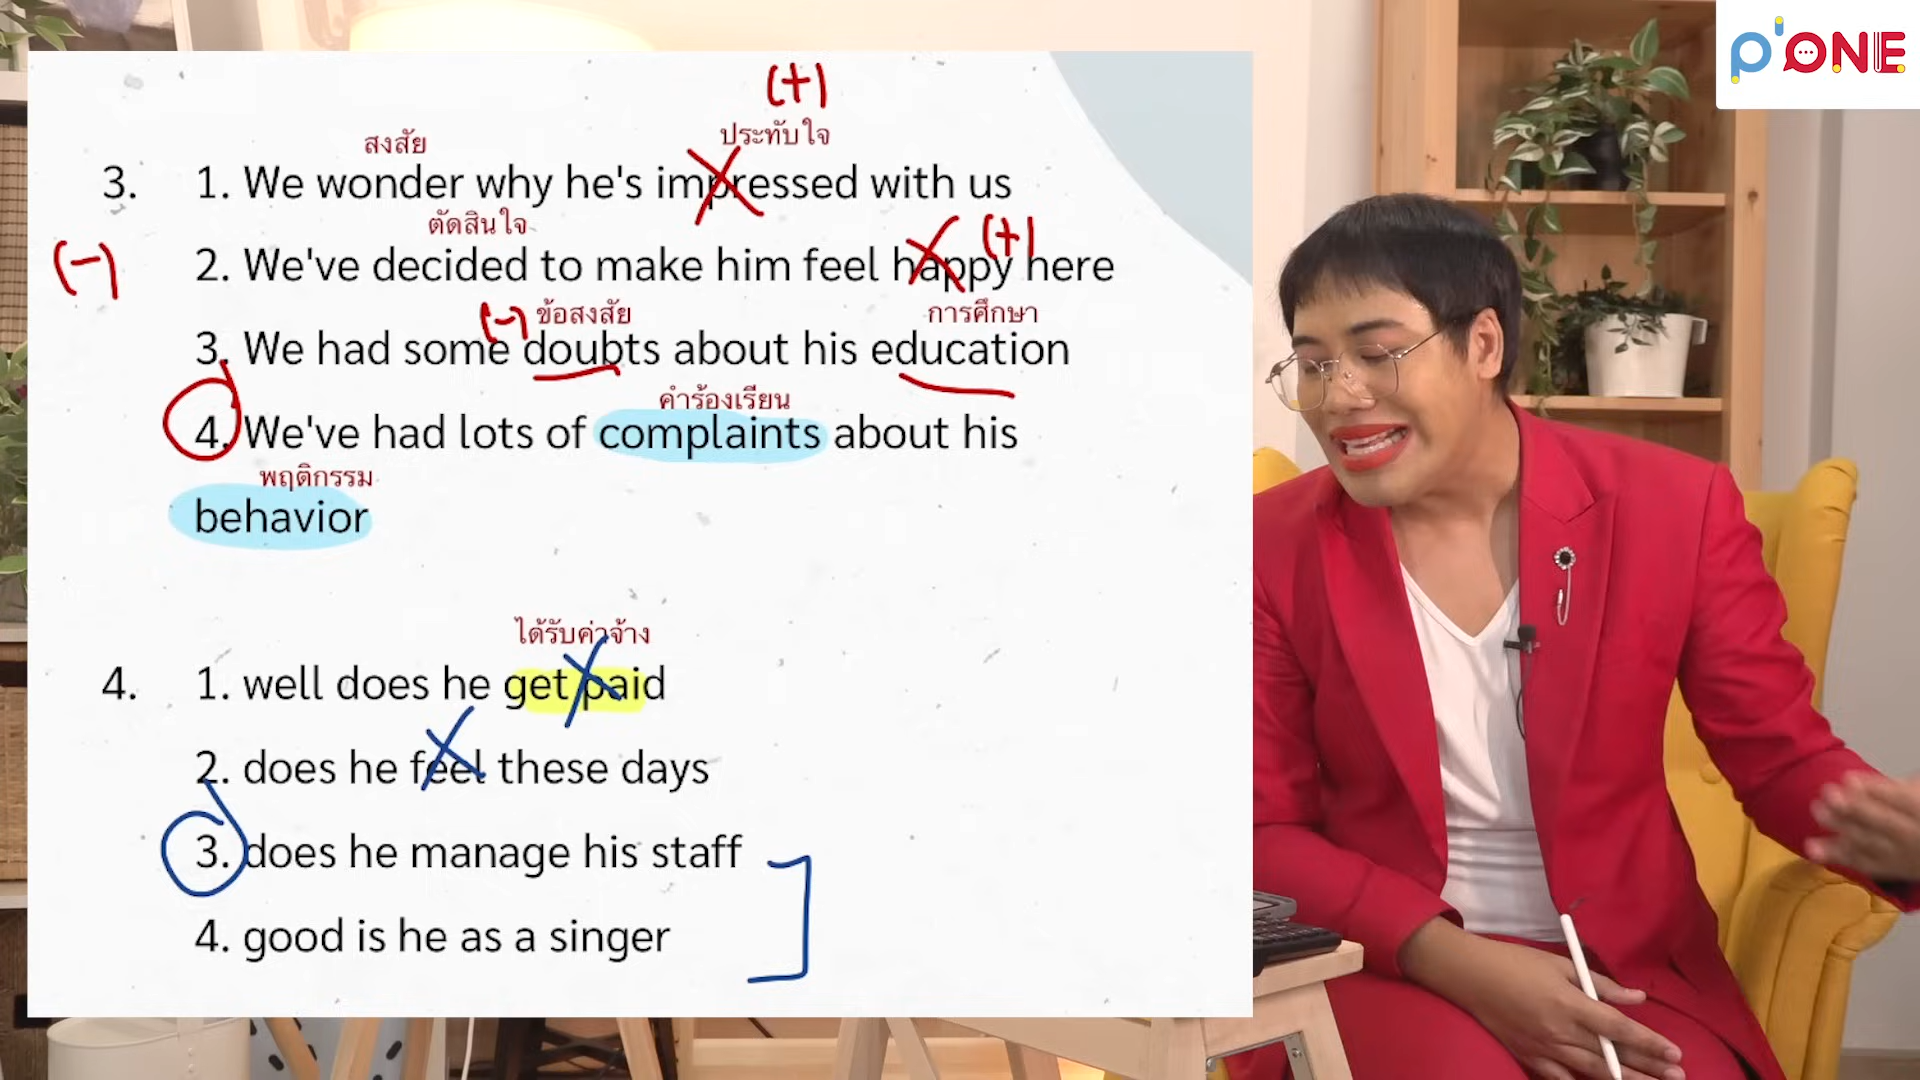 P'ONE
(+)
สงสัย ประทับใจ
3. 1. We wonder why he's impressed with us
ตัดสินใจ (+)
(-) 2. We've decided to make him feel happy here
(-) ข้อสงสัย การศึกษา
3. We had some doubts about his education
คำร้องเรียน
4. We've had lots of complaints about his
พฤติกรรม
behavior
ได้รับค่าจ้าง
4. 1. well does he get paid
2. does he feel these days
3. does he manage his staff
4. good is he as a singer